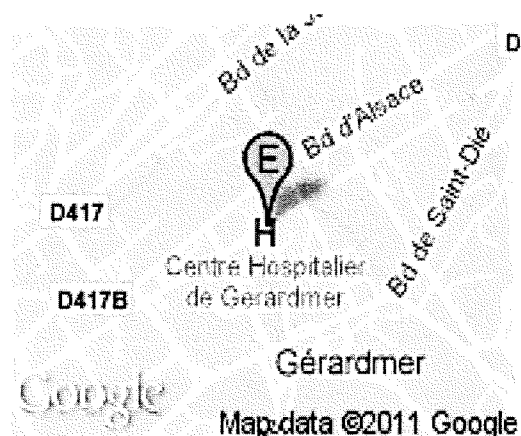 Bd de la
D
Bd d'Alsace
E
D417
Bd de Saint-Die
H
Centre Hospitalier
de Gerardmer
D417B
Gérardmer
Google
Map data ©2011 Google